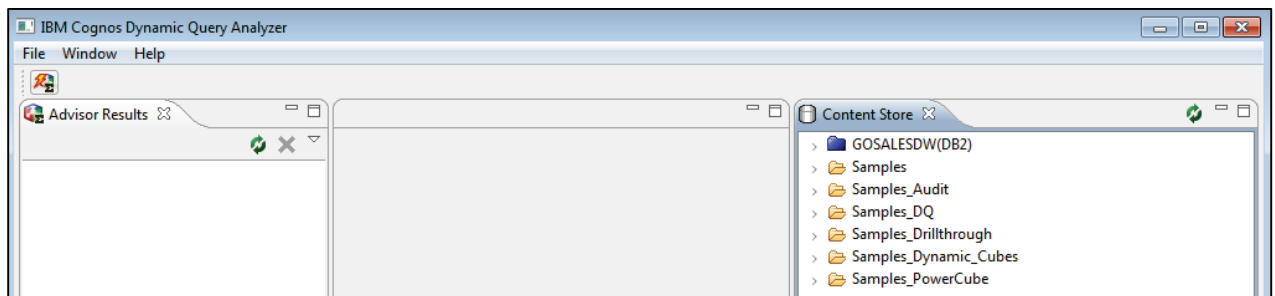 IBM Cognos Dynamic Query Analyzer
File Window Help
Advisor Results
Content Store
GOSALESDW(DB2)
Samples
Samples_Audit
Samples_DQ
Samples_Drillthrough
Samples_Dynamic_Cubes
Samples_PowerCube